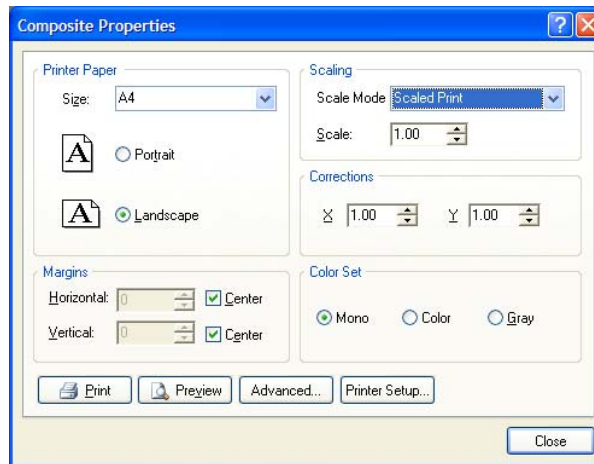 Composite Properties
Printer Paper
Size: A4
A Portrait
A Landscape
Scaling
Scale Mode Scaled Print
Scale: 1.00
Corrections
X 1.00 Y 1.00
Margins
Horizontal: 0 Center
Vertical: 0 Center
Color Set
Mono Color Gray
Print Preview Advanced... Printer Setup...
Close